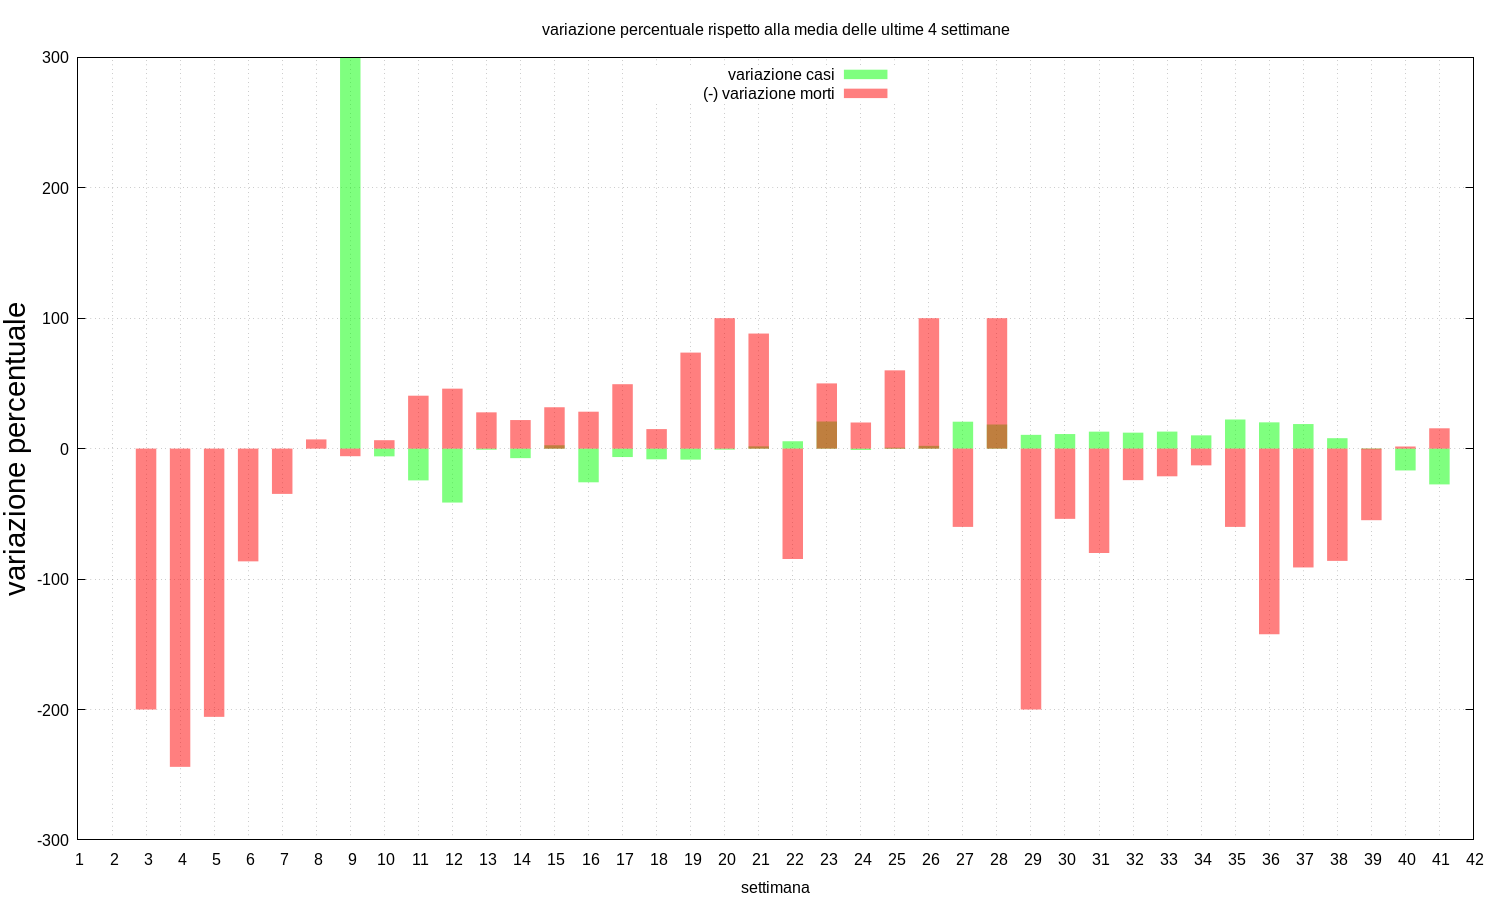 variazione percentuale rispetto alla media delle ultime 4 settimane
variazione casi
(-) variazione morti
variazione percentuale
300
200
100
0
-100
-200
-300
1 2 3 4 5 6 7 8 9 10 11 12 13 14 15 16 17 18 19 20 21 22 23 24 25 26 27 28 29 30 31 32 33 34 35 36 37 38 39 40 41 42
settimana